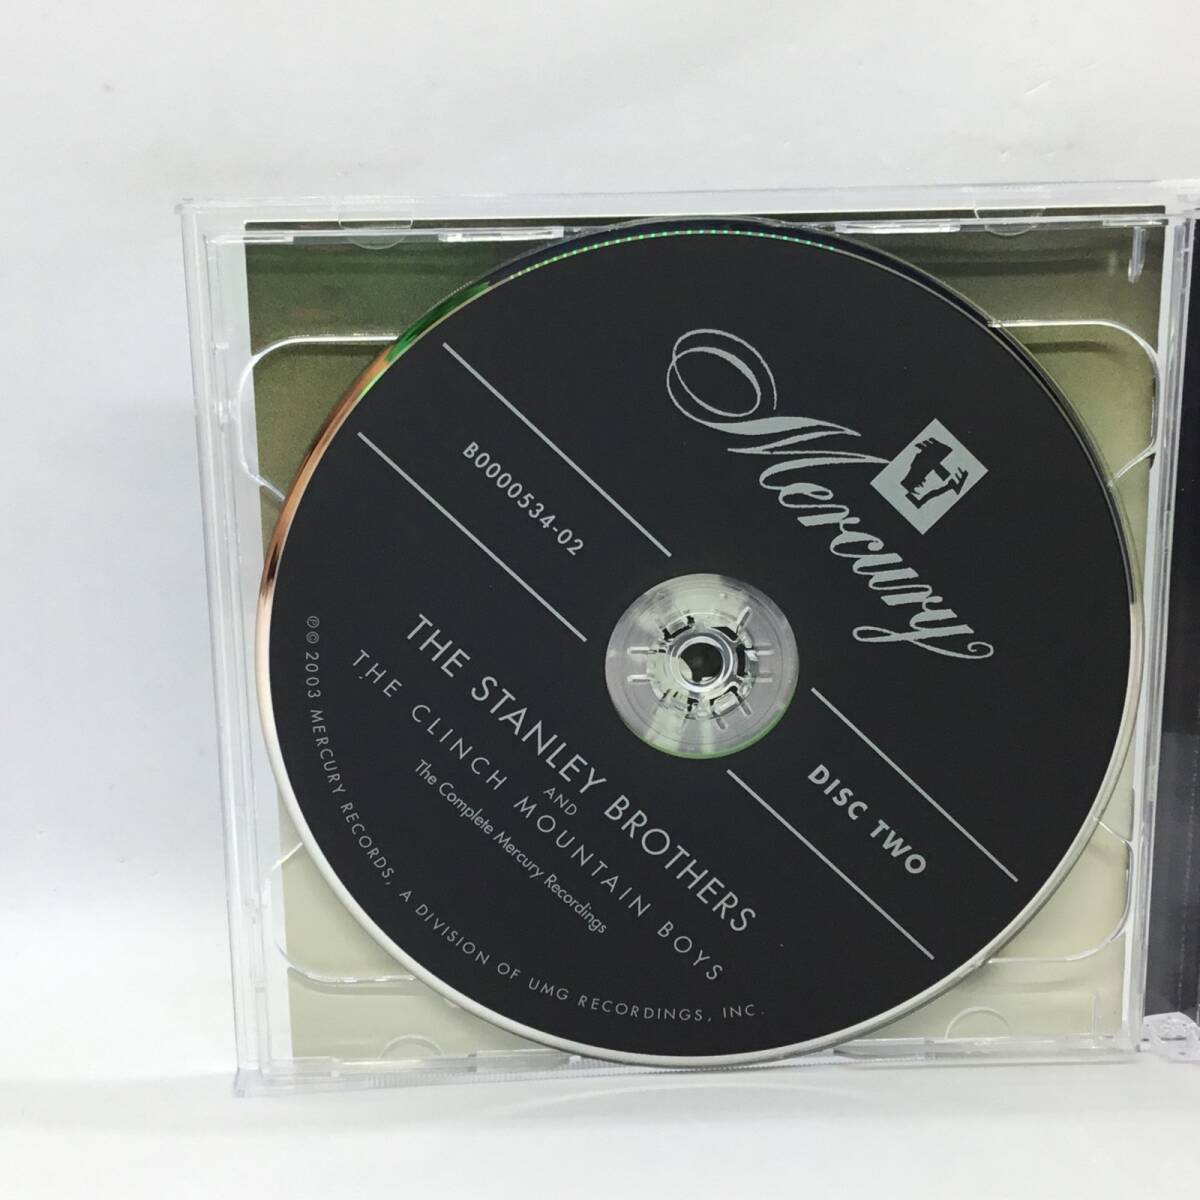 Mercury
B0000534-02
DISC TWO
THE STANLEY BROTHERS
AND
THE CLINCH MOUNTAIN BOYS
The Complete Mercury Recordings
℗© 2003 MERCURY RECORDS, A DIVISION OF UMG RECORDINGS, INC.